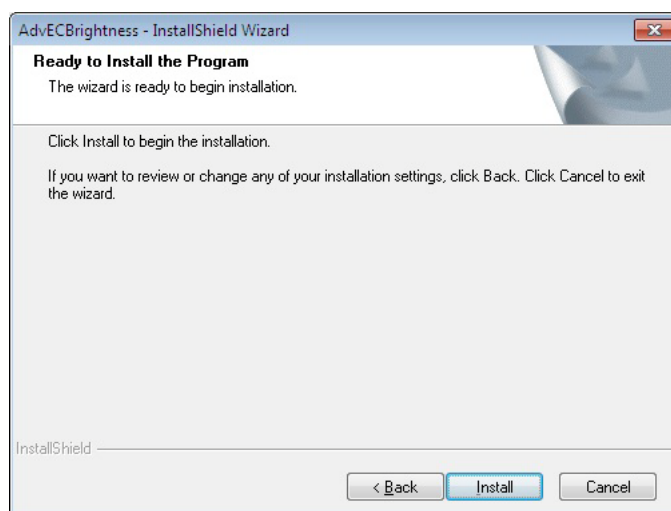 AdvECBrightness - InstallShield Wizard
Ready to Install the Program
The wizard is ready to begin installation.
Click Install to begin the installation.
If you want to review or change any of your installation settings, click Back. Click Cancel to exit
the wizard.
InstallShield
< Back Install Cancel